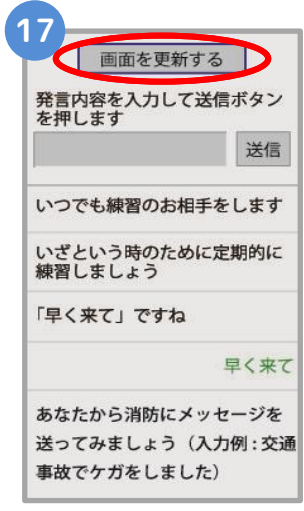 17
画面を更新する
発言内容を入力して送信ボタン
を押します
送信
いつでも練習のお相手をします
いざという時のために定期的に
練習しましょう
「早く来て」ですね
早く来て
あなたから消防にメッセージを
送ってみましょう（入力例：交通
事故でケガをしました）